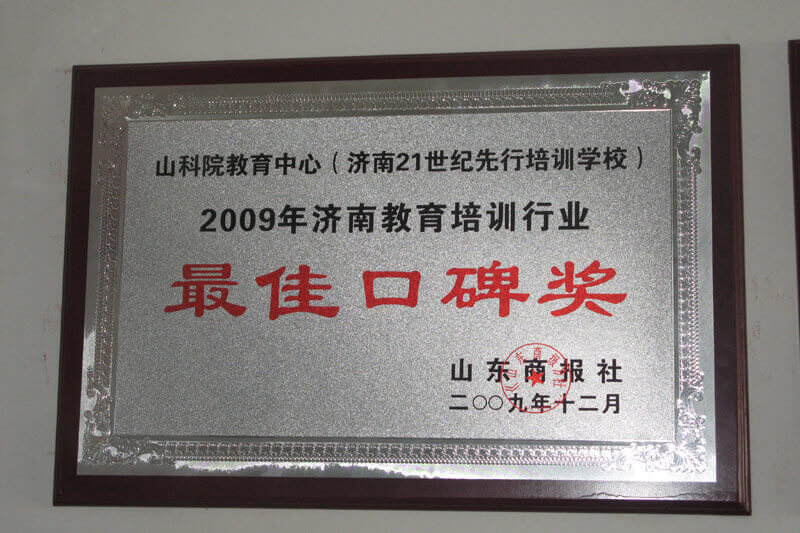 山科院教育中心（济南21世纪先行培训学校）
2009年济南教育培训行业
最佳口碑奖
山东商报社
二〇〇九年十二月